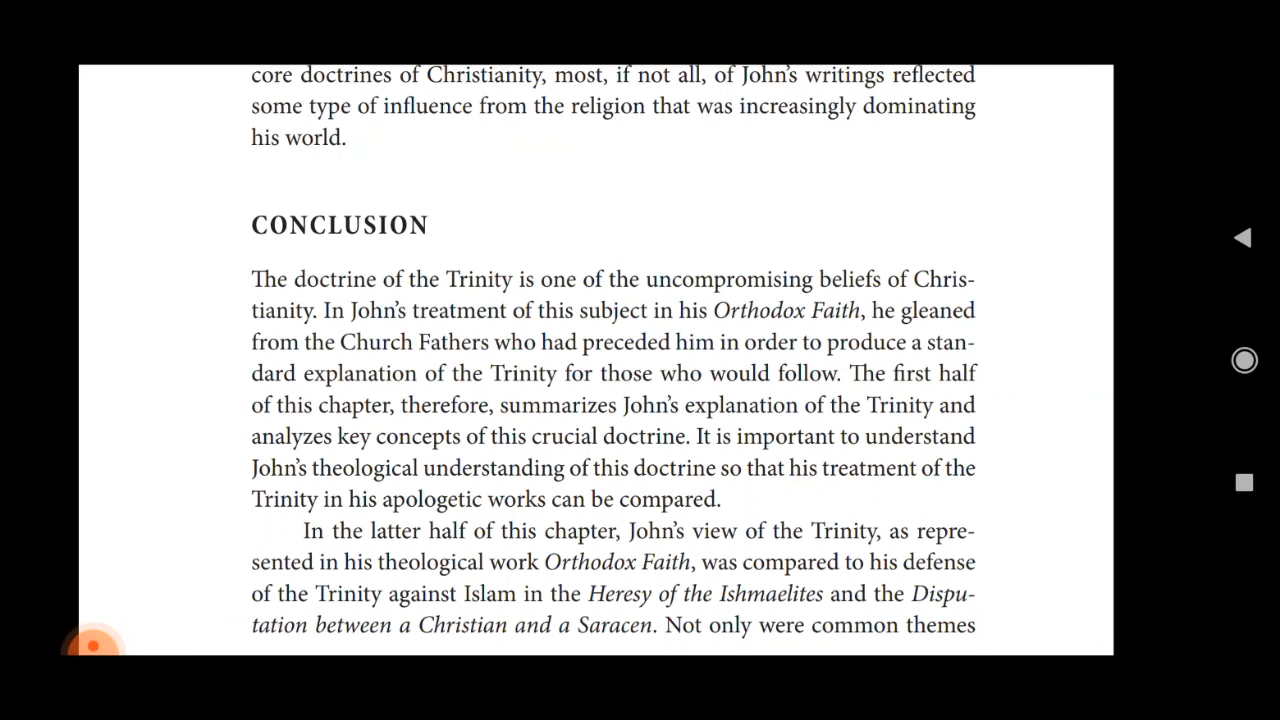 core doctrines of Christianity, most, if not all, of John's writings reflected
some type of influence from the religion that was increasingly dominating
his world.
CONCLUSION
The doctrine of the Trinity is one of the uncompromising beliefs of Chris-
tianity. In John's treatment of this subject in his Orthodox Faith, he gleaned
from the Church Fathers who had preceded him in order to produce a stan-
dard explanation of the Trinity for those who would follow. The first half
of this chapter, therefore, summarizes John's explanation of the Trinity and
analyzes key concepts of this crucial doctrine. It is important to understand
John's theological understanding of this doctrine so that his treatment of the
Trinity in his apologetic works can be compared.
In the latter half of this chapter, John's view of the Trinity, as repre-
sented in his theological work Orthodox Faith, was compared to his defense
of the Trinity against Islam in the Heresy of the Ishmaelites and the Dispu-
tation between a Christian and a Saracen. Not only were common themes